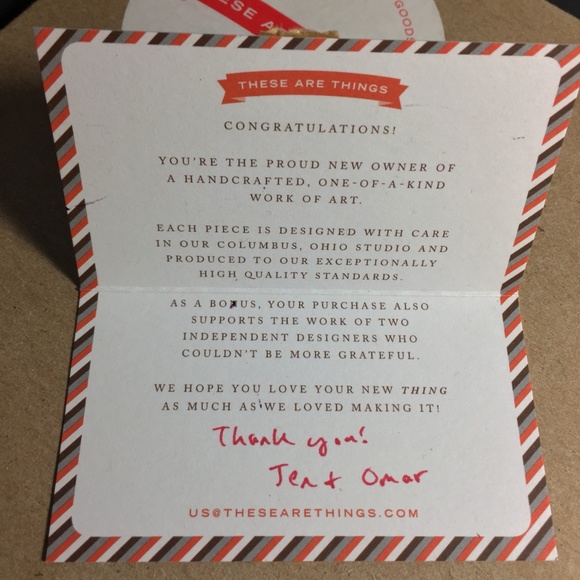 ESE A
GOODS
THESE ARE THINGS
CONGRATULATIONS!
YOU'RE THE PROUD NEW OWNER OF
A HANDCRAFTED, ONE-OF-A-KIND
WORK OF ART.
EACH PIECE IS DESIGNED WITH CARE
IN OUR COLUMBUS, OHIO STUDIO AND
PRODUCED TO OUR EXCEPTIONALLY
HIGH QUALITY STANDARDS.
AS A BONUS, YOUR PURCHASE ALSO
SUPPORTS THE WORK OF TWO
INDEPENDENT DESIGNERS WHO
COULDN'T BE MORE GRATEFUL.
WE HOPE YOU LOVE YOUR NEW THING
AS MUCH AS WE LOVED MAKING IT!
Thank you!
Jen + Omar
US@THESEARETHINGS.COM